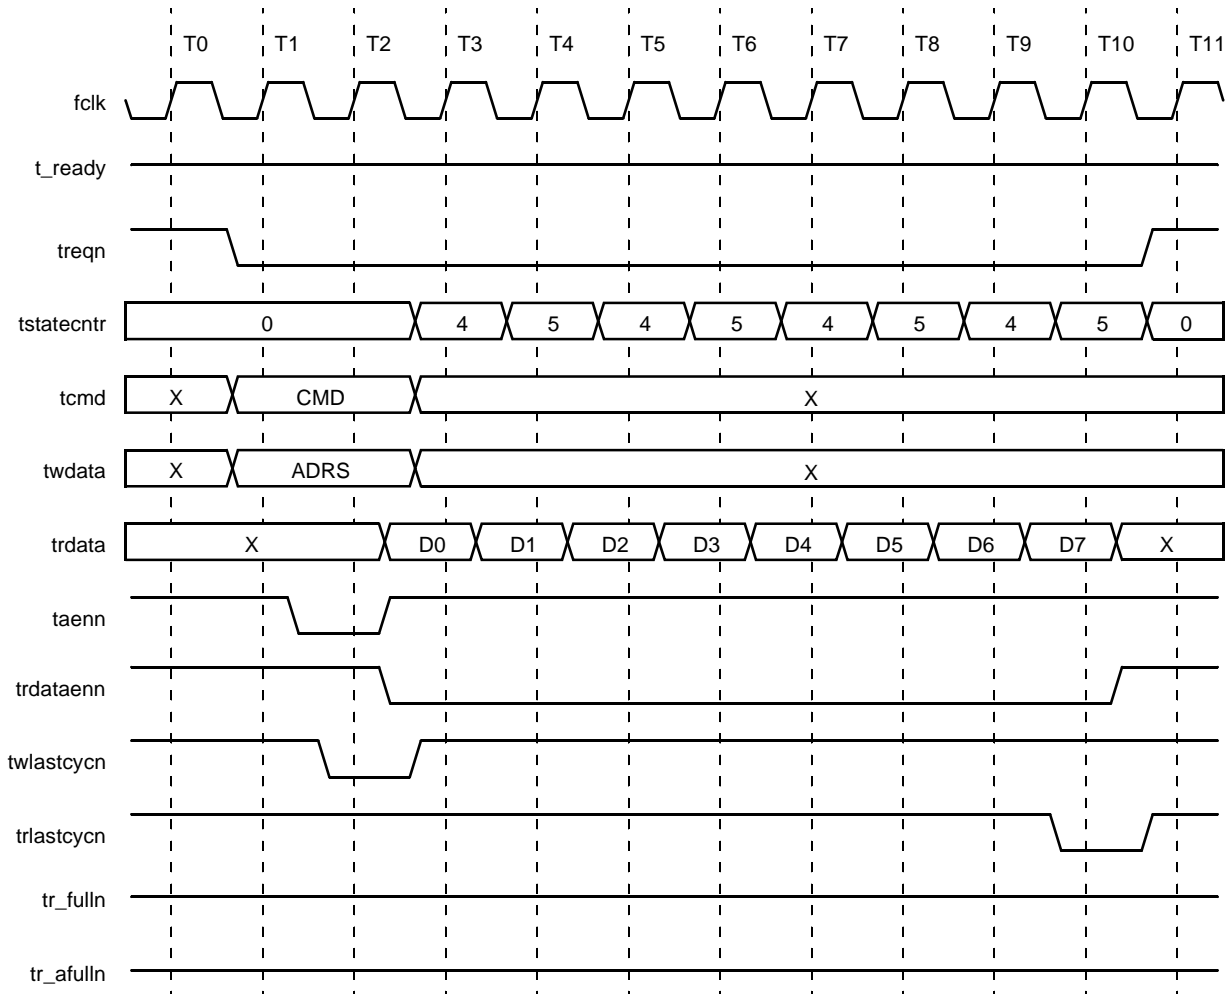 T0 T1 T2 T3 T4 T5 T6 T7 T8 T9 T10 T11
fclk
t_ready
treqn
tstatecntr 0 4 5 4 5 4 5 4 5 0
tcmd X CMD X
twdata X ADRS X
trdata X D0 D1 D2 D3 D4 D5 D6 D7 X
taenn
trdataenn
twlastcycn
trlastcycn
tr_fulln
tr_afulln